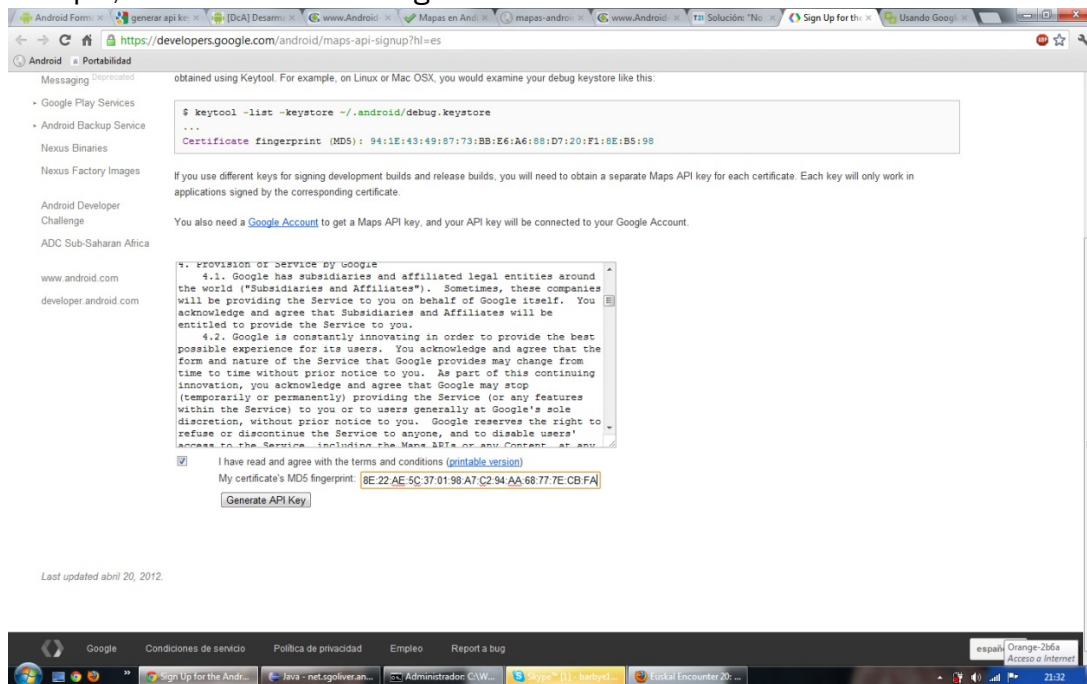 Android Form
generar api ke
[DcA] Desarm
www.Android
Mapas en And
mapas-androi
www.Android
Solución: "No
Sign Up for the
Usando Goog
https://developers.google.com/android/maps-api-signup?hl=es
Android
Portabilidad
Messaging Deprecated
Google Play Services
Android Backup Service
Nexus Binaries
Nexus Factory Images
Android Developer
Challenge
ADC Sub-Saharan Africa
www.android.com
developer.android.com
obtained using Keytool. For example, on Linux or Mac OSX, you would examine your debug keystore like this:
$ keytool -list -keystore ~/.android/debug.keystore
...
Certificate fingerprint (MD5): 94:1E:43:49:87:73:BB:E6:A6:88:D7:20:F1:8E:B5:98
If you use different keys for signing development builds and release builds, you will need to obtain a separate Maps API key for each certificate. Each key will only work in
applications signed by the corresponding certificate.
You also need a Google Account to get a Maps API key, and your API key will be connected to your Google Account.
4. Provision of Service by Google
4.1. Google has subsidiaries and affiliated legal entities around
the world ("Subsidiaries and Affiliates"). Sometimes, these companies
will be providing the Service to you on behalf of Google itself. You
acknowledge and agree that Subsidiaries and Affiliates will be
entitled to provide the Service to you.
4.2. Google is constantly innovating in order to provide the best
possible experience for its users. You acknowledge and agree that the
form and nature of the Service that Google provides may change from
time to time without prior notice to you. As part of this continuing
innovation, you acknowledge and agree that Google may stop
(temporarily or permanently) providing the Service (or any features
within the Service) to you or to users generally at Google's sole
discretion, without prior notice to you. Google reserves the right to
refuse or discontinue the Service to anyone, and to disable users'
access to the Service, including the Maps APIs or any Content, at any
I have read and agree with the terms and conditions (printable version)
My certificate's MD5 fingerprint: 8E:22:AE:5C:37:01:98:A7:C2:94:AA:68:77:7E:CB:FA
Generate API Key
Last updated abril 20, 2012.
Google
Condiciones de servicio
Política de privacidad
Empleo
Report a bug
españ
Orange-2b6a
Acceso a Internet
Sign Up for the Andr...
Java - net.sgoliver.an...
Administrador: C:\W...
Skype™ [1] - barbysl...
Euskal Encounter 20: ...
21:32